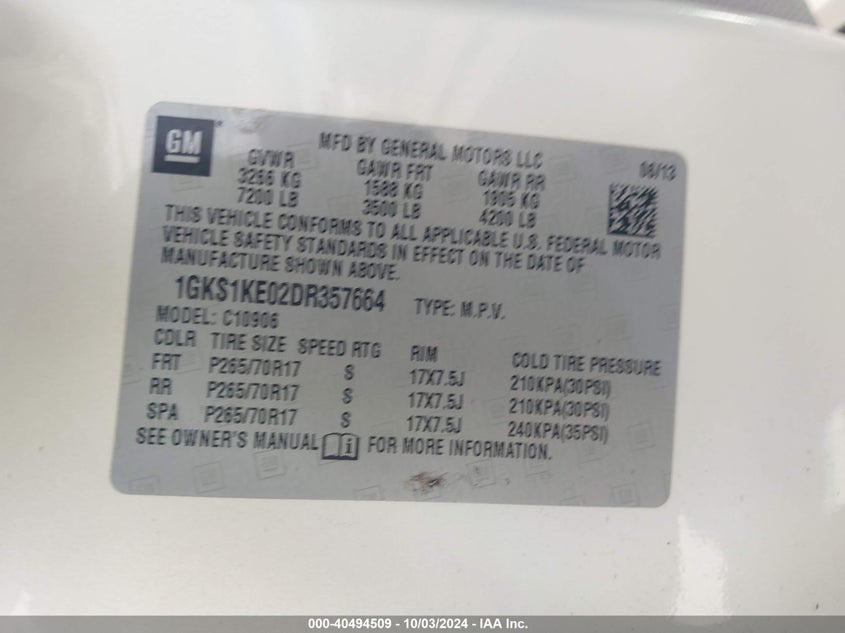 GM
MFD BY GENERAL MOTORS LLC
06/13
GVWR GAWR FRT GAWR RR
3266 KG 1588 KG 1905 KG
7200 LB 3500 LB 4200 LB
THIS VEHICLE CONFORMS TO ALL APPLICABLE U.S. FEDERAL MOTOR
VEHICLE SAFETY STANDARDS IN EFFECT ON THE DATE OF
MANUFACTURE SHOWN ABOVE.
1GKS1KE02DR357664 TYPE: M.P.V.
MODEL: C10906
COLR TIRE SIZE SPEED RTG RIM COLD TIRE PRESSURE
FRT P265/70R17 S 17X7.5J 210KPA(30PSI)
RR P265/70R17 S 17X7.5J 210KPA(30PSI)
SPA P265/70R17 S 17X7.5J 240KPA(35PSI)
SEE OWNER'S MANUAL FOR MORE INFORMATION.
000-40494509 - 10/03/2024 - IAA Inc.